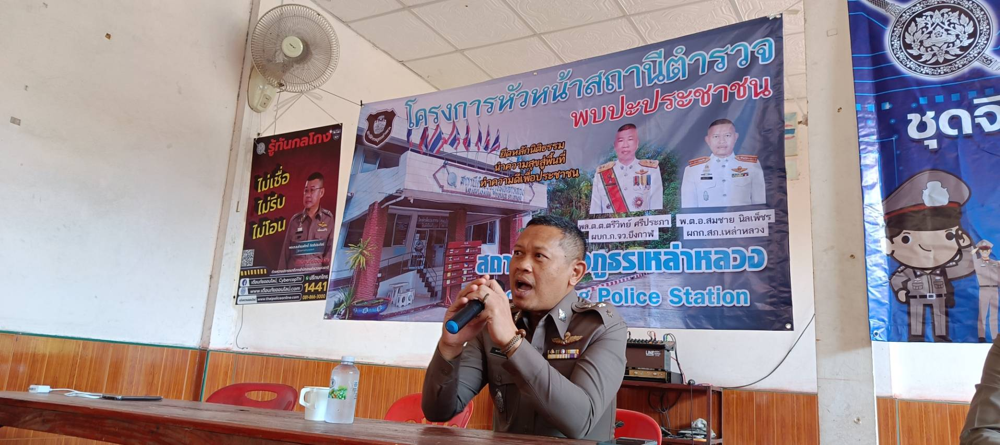 โครงการหัวหน้าสถานีตำรวจ
พบปะประชาชน
ยึดหลักนิติธรรม
นำความสุขสู่พื้นที่
ทำความดีเพื่อประชาชน
พล.ต.ต.ตรีวิทย์ ศรีประภา
ผบก.ภ.จว.บึงกาฬ
พ.ต.อ.สมชาย นิลเพ็ชร
ผกก.สภ.เหล่าหลวง
ภูธรเหล่าหลวง
Police Station
รู้ทันกลโกง
ไม่เชื่อ
ไม่รีบ
ไม่โอน
เตือนภัยออนไลน์, CybercopTH
ปรึกษาโทร
www.เตือนภัยออนไลน์.com
1441
www.thaipoliceonline.com
081-866-3000
ชุดจิ
LINE